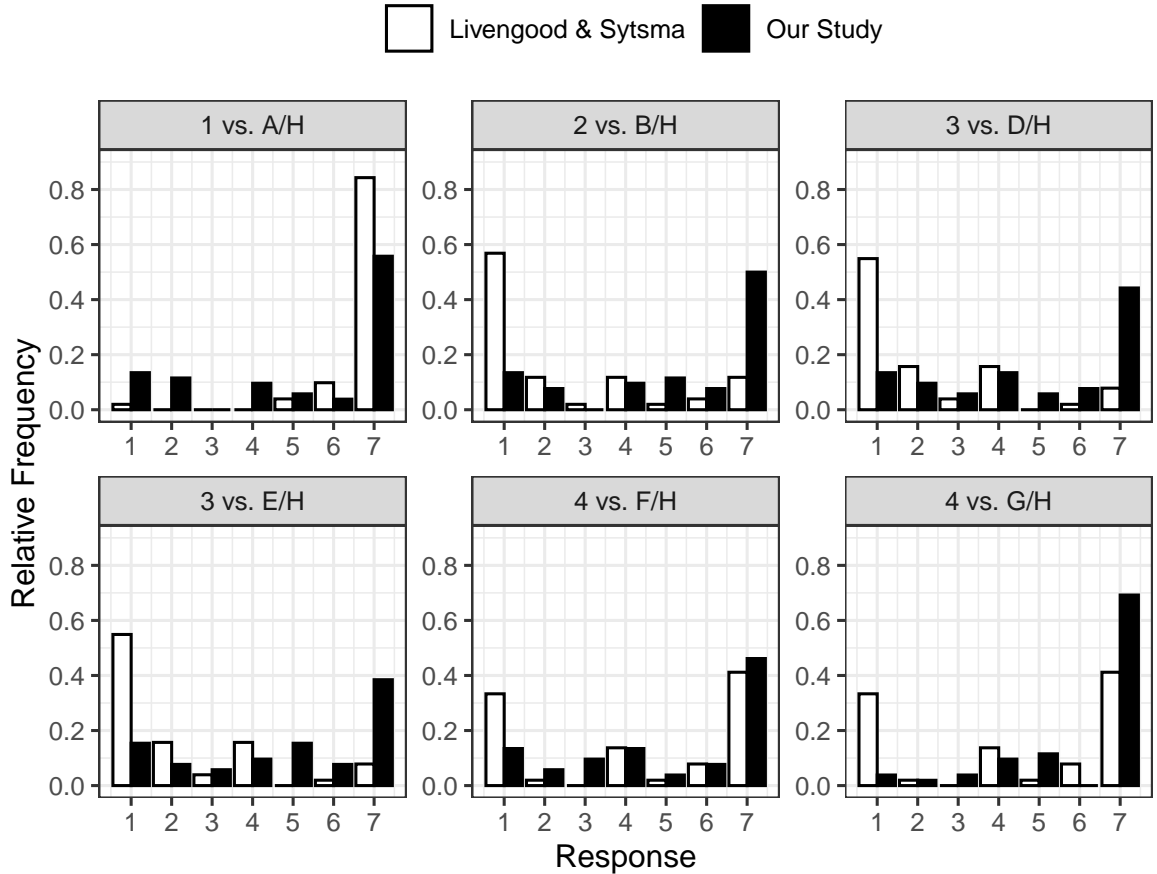 Livengood & Sytsma Our Study
1 vs. A/H 2 vs. B/H 3 vs. D/H
0.8 0.8 0.8
0.6 0.6 0.6
0.4 0.4 0.4
0.2 0.2 0.2
0.0 0.0 0.0
1 2 3 4 5 6 7 1 2 3 4 5 6 7 1 2 3 4 5 6 7
Relative Frequency
3 vs. E/H 4 vs. F/H 4 vs. G/H
0.8 0.8 0.8
0.6 0.6 0.6
0.4 0.4 0.4
0.2 0.2 0.2
0.0 0.0 0.0
1 2 3 4 5 6 7 1 2 3 4 5 6 7 1 2 3 4 5 6 7
Response